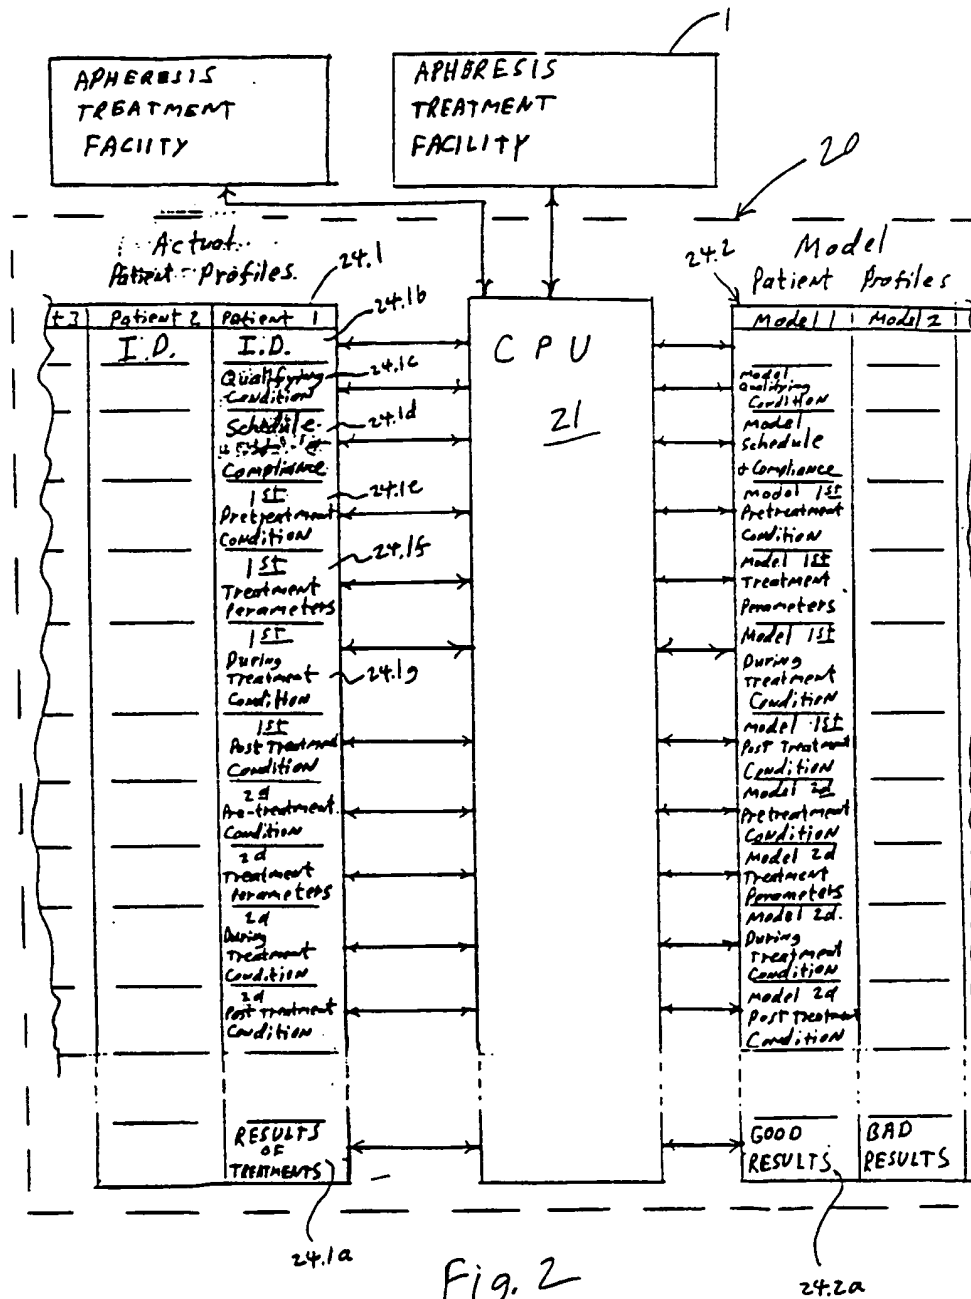 1
APHERESIS
TREATMENT
FACIITY
APHERESIS
TREATMENT
FACILITY
20
Actual
Patient Profiles
24.1
24.2
Model
Patient Profiles
t 3
Patient 2
Patient 1
24.1b
Model 1
Model 2
I.D.
I.D.
CPU
21
Qualifying
Condition
24.1c
Model
Qualifying
Condition
Schedule
Compliance
24.1d
Model
Schedule
+ Compliance
1st
Pretreatment
Condition
24.1e
Model 1st
Pretreatment
Condition
1st
Treatment
Perameters
24.1f
Model 1st
Treatment
Perameters
1st
During
Treatment
Condition
24.1g
Model 1st
During
Treatment
Condition
1st
Post Treatment
Condition
Model 1st
Post Treatment
Condition
2d
Pre-treatment
Condition
Model 2d
Pretreatment
Condition
2d
Treatment
Perameters
Model 2d
Treatment
Perameters
2d
During
Treatment
Condition
Model 2d.
During
Treatment
Condition
2d
Post Treatment
Condition
Model 2d
Post Treatment
Condition
RESULTS
OF
TREATMENTS
GOOD
RESULTS
BAD
RESULTS
24.1a
24.2a
Fig. 2